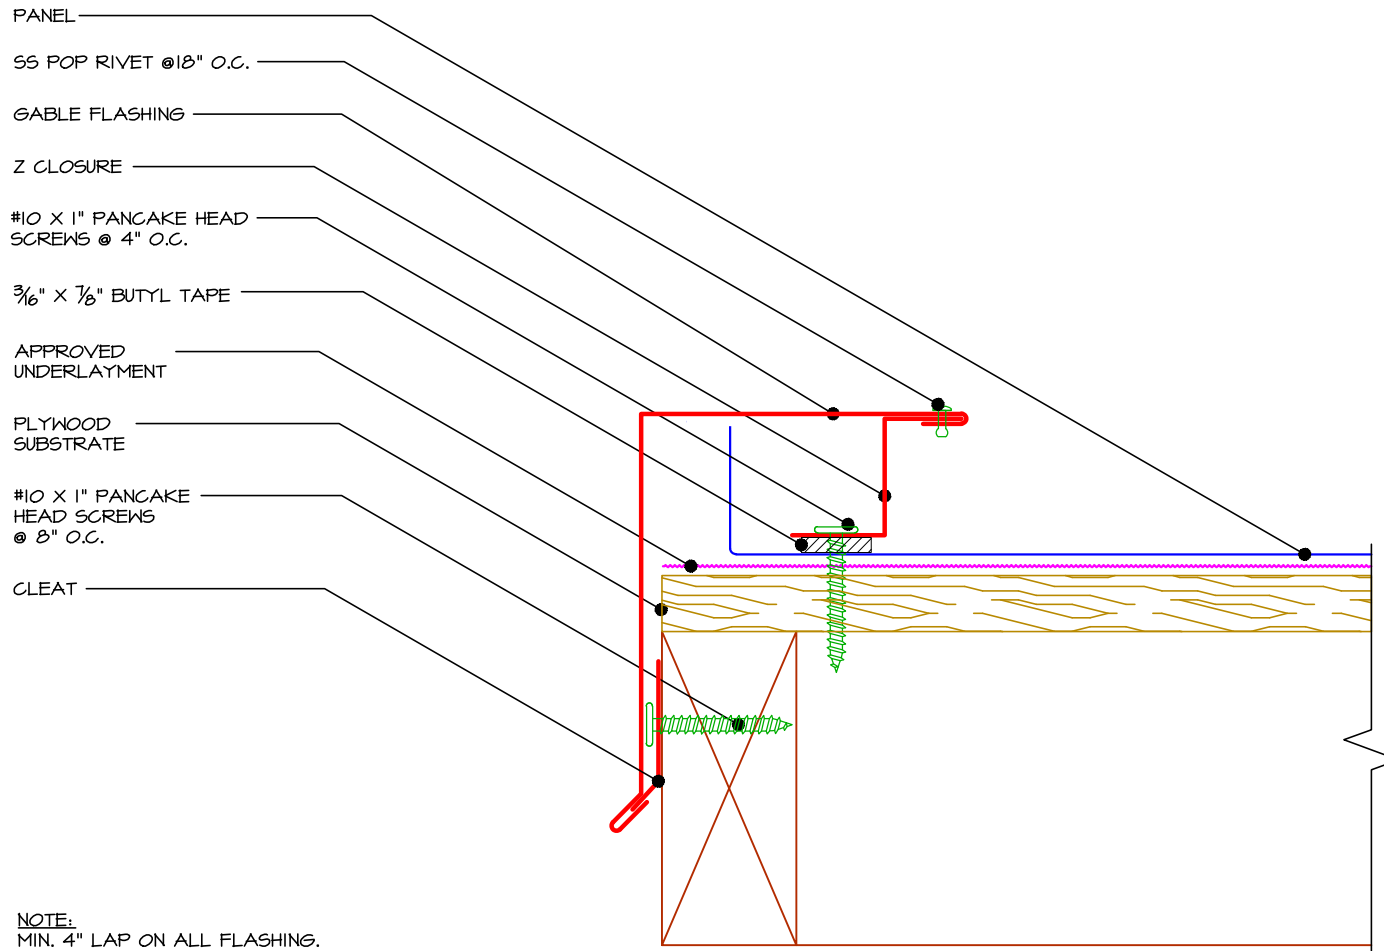 PANEL
SS POP RIVET @18" O.C.
GABLE FLASHING
Z CLOSURE
#10 X 1" PANCAKE HEAD
SCREWS @ 4" O.C.
3/16" X 7/8" BUTYL TAPE
APPROVED
UNDERLAYMENT
PLYWOOD
SUBSTRATE
#10 X 1" PANCAKE
HEAD SCREWS
@ 8" O.C.
CLEAT
NOTE:
MIN. 4" LAP ON ALL FLASHING.